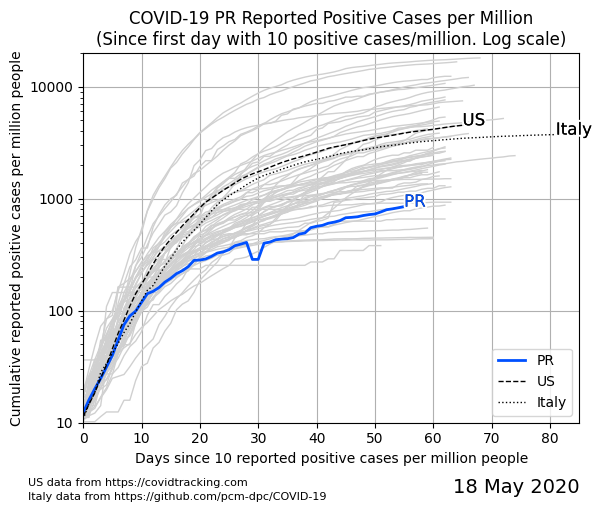 COVID-19 PR Reported Positive Cases per Million
(Since first day with 10 positive cases/million. Log scale)
Cumulative reported positive cases per million people
10000
1000
100
10
US
Italy
PR
PR
US
Italy
0 10 20 30 40 50 60 70 80
Days since 10 reported positive cases per million people
US data from https://covidtracking.com
Italy data from https://github.com/pcm-dpc/COVID-19
18 May 2020